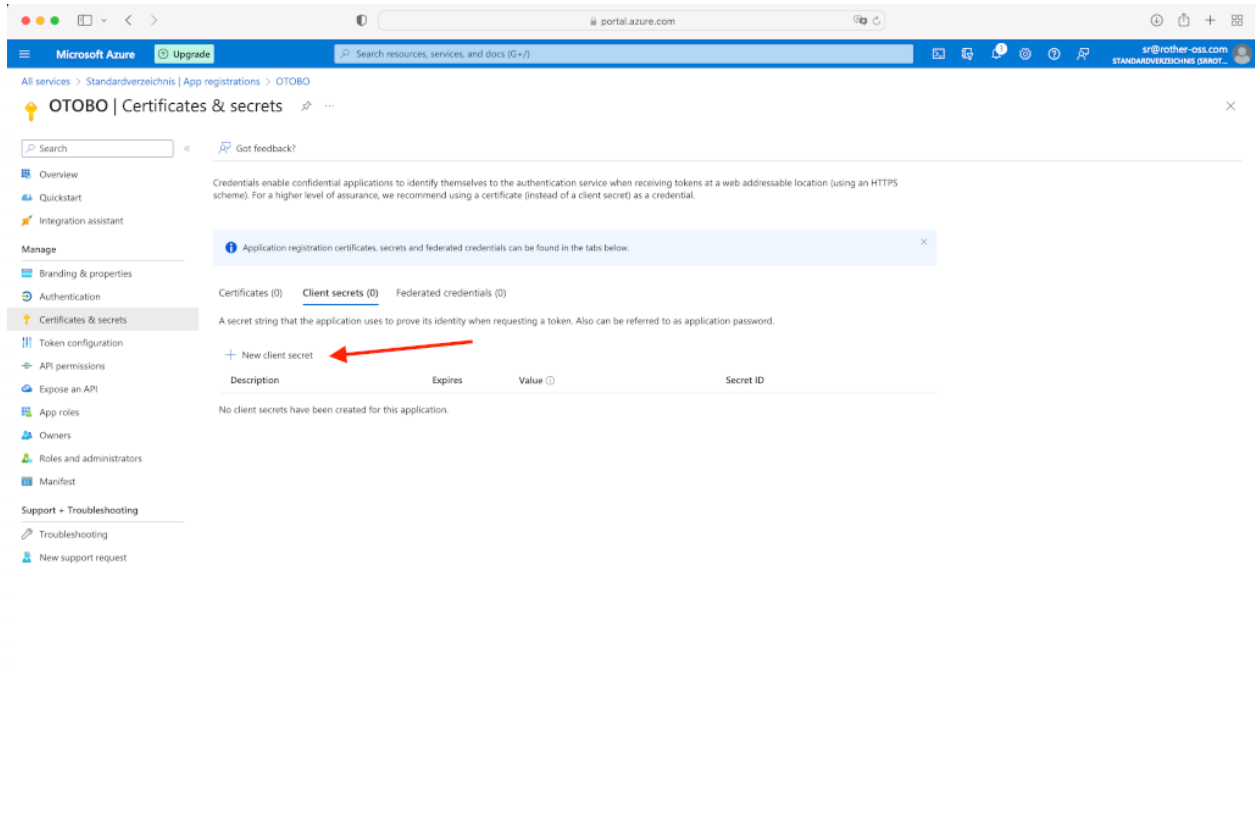 portal.azure.com
Microsoft Azure
Upgrade
Search resources, services, and docs (G+/)
sr@rother-oss.com
STANDARDVERZEICHNIS (SRROT...
All services > Standardverzeichnis | App registrations > OTOBO
OTOBO | Certificates & secrets
Search
Got feedback?
Overview
Quickstart
Integration assistant
Manage
Branding & properties
Authentication
Certificates & secrets
Token configuration
API permissions
Expose an API
App roles
Owners
Roles and administrators
Manifest
Support + Troubleshooting
Troubleshooting
New support request
Credentials enable confidential applications to identify themselves to the authentication service when receiving tokens at a web addressable location (using an HTTPS
scheme). For a higher level of assurance, we recommend using a certificate (instead of a client secret) as a credential.
Application registration certificates, secrets and federated credentials can be found in the tabs below.
Certificates (0) Client secrets (0) Federated credentials (0)
A secret string that the application uses to prove its identity when requesting a token. Also can be referred to as application password.
New client secret
Description Expires Value Secret ID
No client secrets have been created for this application.